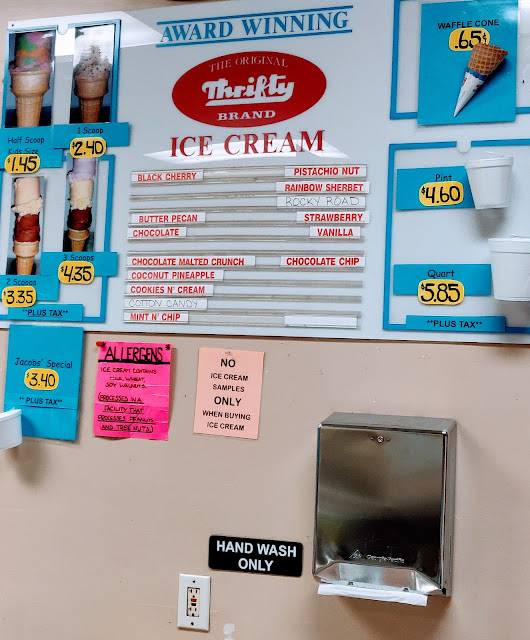 AWARD WINNING
THE ORIGINAL
Thrifty
BRAND
ICE CREAM
BLACK CHERRY
PISTACHIO NUT
RAINBOW SHERBET
ROCKY ROAD
BUTTER PECAN
STRAWBERRY
CHOCOLATE
VANILLA
CHOCOLATE MALTED CRUNCH
CHOCOLATE CHIP
COCONUT PINEAPPLE
COOKIES N' CREAM
COTTON CANDY
MINT N' CHIP
Half Scoop
Kids Size
$1.45
1 Scoop
$2.40
2 Scoops
$3.35
3 Scoops
$4.35
**PLUS TAX**
WAFFLE CONE
.65¢
Pint
$4.60
Quart
$5.85
**PLUS TAX**
Jacobs' Special
$3.40
**PLUS TAX**
"ALLERGENS"
ICE CREAM CONTAINS
MILK, WHEAT,
SOY WALNUTS.
(PROCESSED IN A
FACILITY THAT
PROCESSES PEANUTS
AND TREE NUTS)
NO
ICE CREAM
SAMPLES
ONLY
WHEN BUYING
ICE CREAM
HAND WASH
ONLY